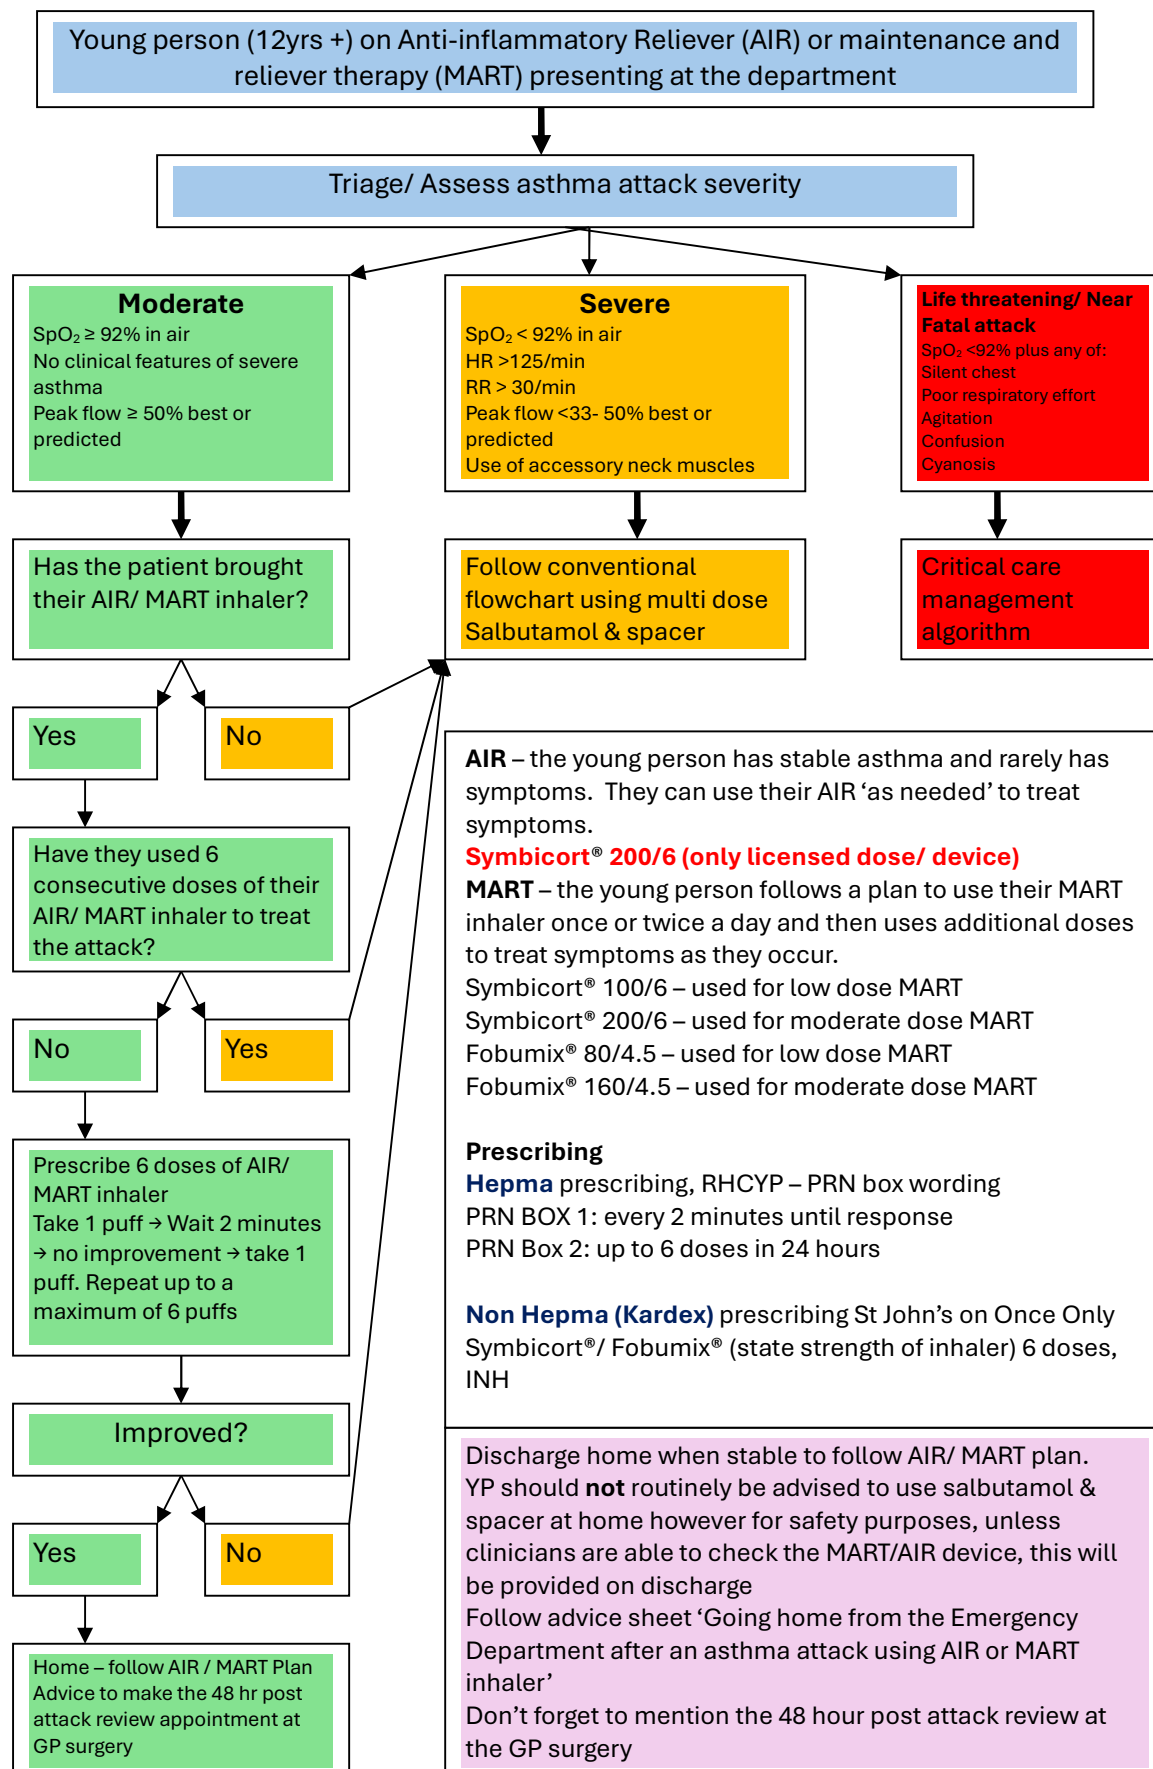 Young person (12yrs +) on Anti-inflammatory Reliever (AIR) or maintenance and
reliever therapy (MART) presenting at the department
Triage/ Assess asthma attack severity
Moderate
SpO₂ ≥ 92% in air
No clinical features of severe
asthma
Peak flow ≥ 50% best or
predicted
Severe
SpO₂ < 92% in air
HR >125/min
RR > 30/min
Peak flow <33- 50% best or
predicted
Use of accessory neck muscles
Life threatening/ Near
Fatal attack
SpO₂ <92% plus any of:
Silent chest
Poor respiratory effort
Agitation
Confusion
Cyanosis
Has the patient brought
their AIR/ MART inhaler?
Follow conventional
flowchart using multi dose
Salbutamol & spacer
Critical care
management
algorithm
Yes
No
Have they used 6
consecutive doses of their
AIR/ MART inhaler to treat
the attack?
No
Yes
Prescribe 6 doses of AIR/
MART inhaler
Take 1 puff → Wait 2 minutes
→ no improvement → take 1
puff. Repeat up to a
maximum of 6 puffs
Improved?
Yes
No
Home – follow AIR / MART Plan
Advice to make the 48 hr post
attack review appointment at
GP surgery
AIR – the young person has stable asthma and rarely has
symptoms.  They can use their AIR ‘as needed’ to treat
symptoms.
Symbicort® 200/6 (only licensed dose/ device)
MART – the young person follows a plan to use their MART
inhaler once or twice a day and then uses additional doses
to treat symptoms as they occur.
Symbicort® 100/6 – used for low dose MART
Symbicort® 200/6 – used for moderate dose MART
Fobumix® 80/4.5 – used for low dose MART
Fobumix® 160/4.5 – used for moderate dose MART
Prescribing
Hepma prescribing, RHCYP – PRN box wording
PRN BOX 1: every 2 minutes until response
PRN Box 2: up to 6 doses in 24 hours
Non Hepma (Kardex) prescribing St John’s on Once Only
Symbicort®/ Fobumix® (state strength of inhaler) 6 doses,
INH
Discharge home when stable to follow AIR/ MART plan.
YP should not routinely be advised to use salbutamol &
spacer at home however for safety purposes, unless
clinicians are able to check the MART/AIR device, this will
be provided on discharge
Follow advice sheet ‘Going home from the Emergency
Department after an asthma attack using AIR or MART
inhaler’
Don’t forget to mention the 48 hour post attack review at
the GP surgery